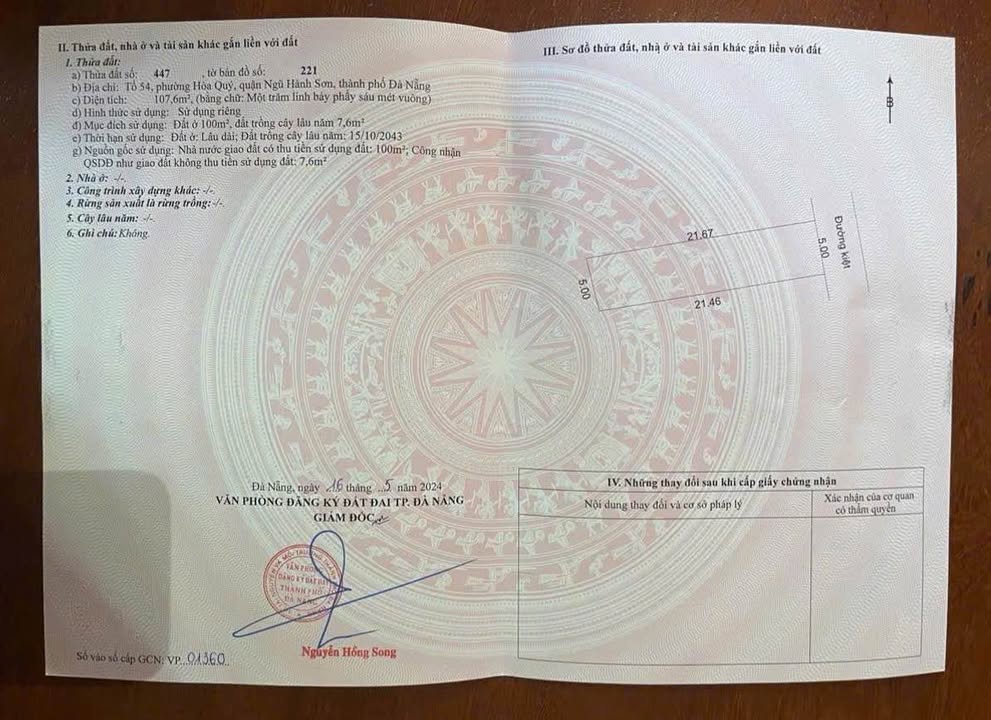 II. Thửa đất, nhà ở và tài sản khác gắn liền với đất
1. Thửa đất:
a) Thửa đất số: 447 , tờ bản đồ số: 221
b) Địa chỉ: Tổ 54, phường Hòa Quý, quận Ngũ Hành Sơn, thành phố Đà Nẵng
c) Diện tích: 107,6m², (bằng chữ: Một trăm linh bảy phẩy sáu mét vuông)
d) Hình thức sử dụng: Sử dụng riêng
đ) Mục đích sử dụng: Đất ở 100m², đất trồng cây lâu năm 7,6m²
e) Thời hạn sử dụng: Đất ở: Lâu dài; Đất trồng cây lâu năm: 15/10/2043
g) Nguồn gốc sử dụng: Nhà nước giao đất có thu tiền sử dụng đất: 100m²; Công nhận
QSDĐ như giao đất không thu tiền sử dụng đất: 7,6m²
2. Nhà ở: -/-.
3. Công trình xây dựng khác: -/-.
4. Rừng sản xuất là rừng trồng:-/-.
5. Cây lâu năm: -/-.
6. Ghi chú: Không.
Đà Nẵng, ngày 16 tháng 5 năm 2024
VĂN PHÒNG ĐĂNG KÝ ĐẤT ĐAI TP. ĐÀ NẴNG
GIÁM ĐỐC
VĂN PHÒNG
ĐĂNG KÝ ĐẤT ĐAI
THÀNH PHỐ
ĐÀ NẴNG
Nguyễn Hồng Song
Số vào sổ cấp GCN: VP 01360
III. Sơ đồ thửa đất, nhà ở và tài sản khác gắn liền với đất
B
21.67
5.00
Đường kiệt
5.00
21.46
IV. Những thay đổi sau khi cấp giấy chứng nhận
Nội dung thay đổi và cơ sở pháp lý
Xác nhận của cơ quan
có thẩm quyền